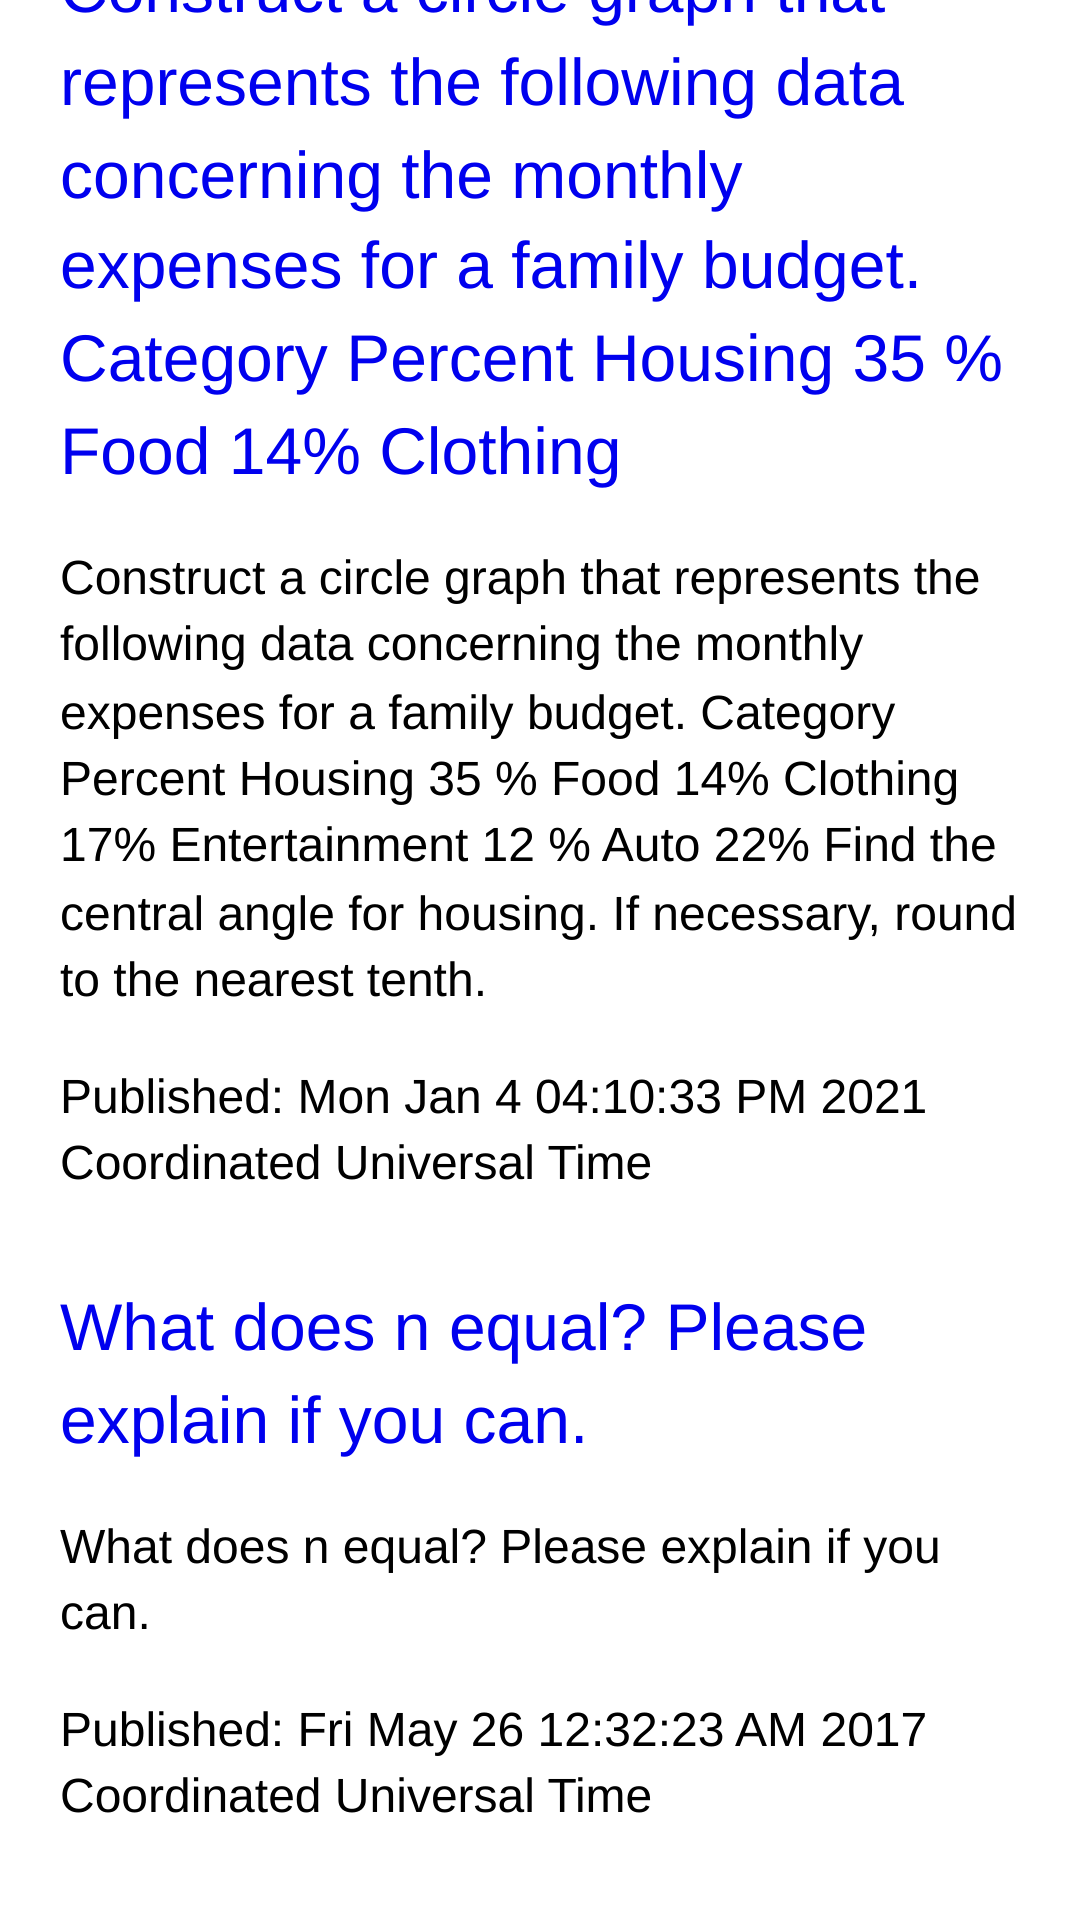 Construct a circle graph that
represents the following data
concerning the monthly
expenses for a family budget.
Category Percent Housing 35 %
Food 14% Clothing
Construct a circle graph that represents the
following data concerning the monthly
expenses for a family budget. Category
Percent Housing 35 % Food 14% Clothing
17% Entertainment 12 % Auto 22% Find the
central angle for housing. If necessary, round
to the nearest tenth.
Published: Mon Jan 4 04:10:33 PM 2021
Coordinated Universal Time
What does n equal? Please
explain if you can.
What does n equal? Please explain if you
can.
Published: Fri May 26 12:32:23 AM 2017
Coordinated Universal Time